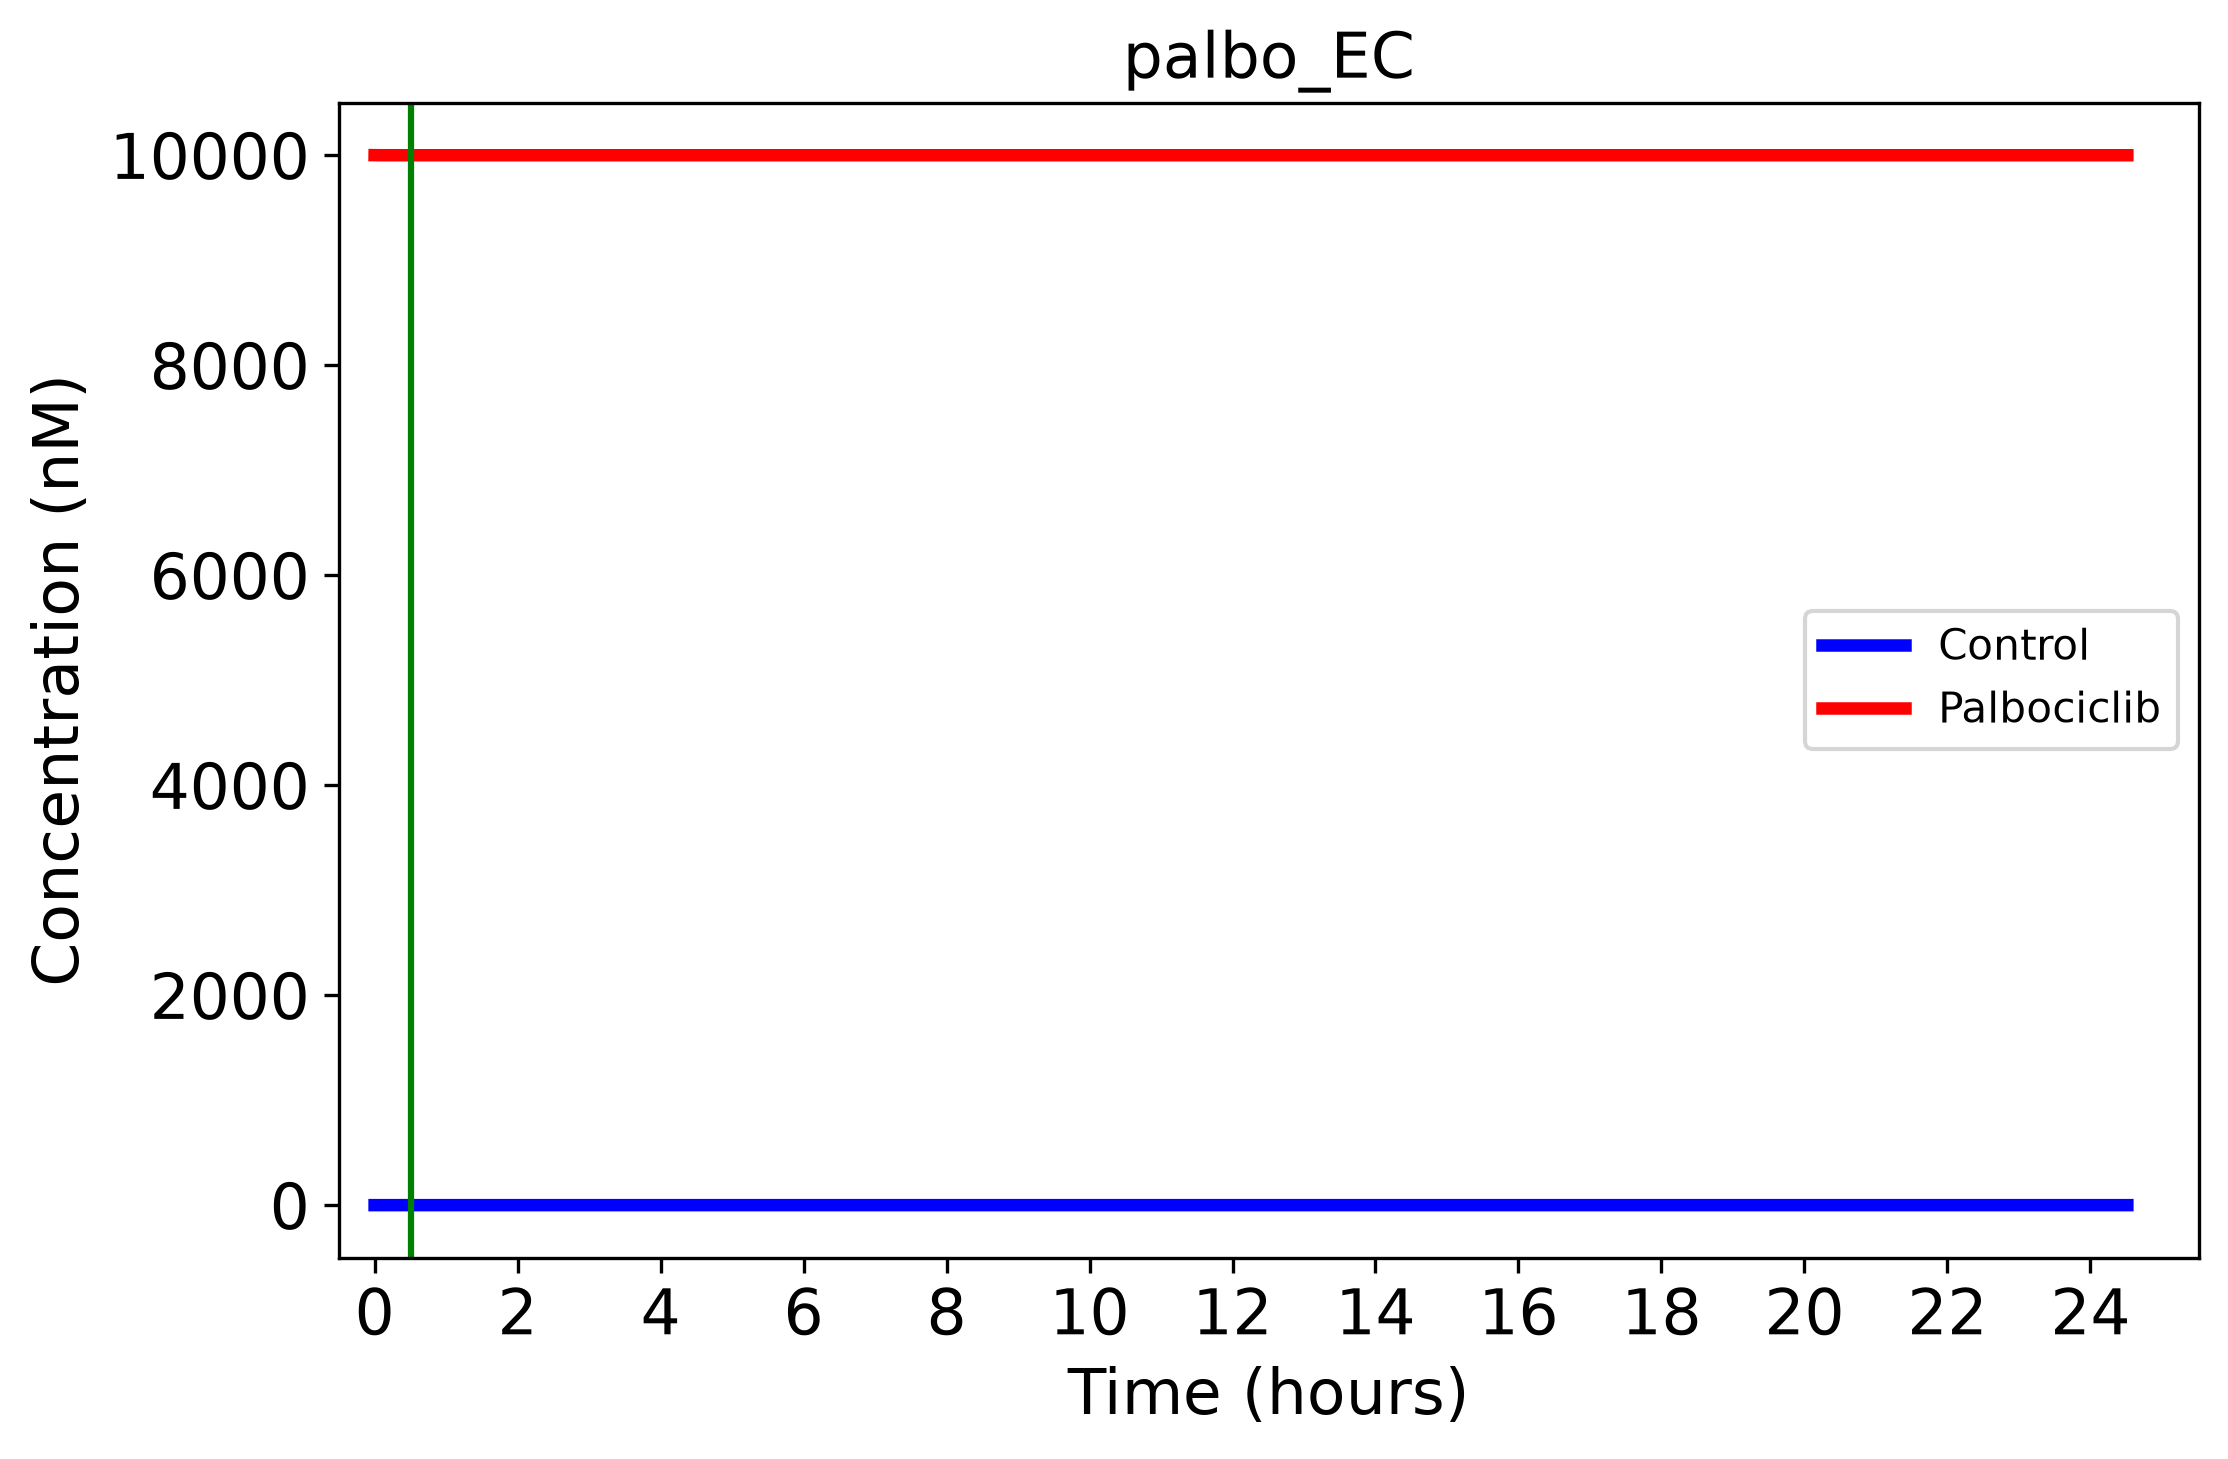 palbo_EC
Concentration (nM)
10000
8000
6000
4000
2000
0
Control
Palbociclib
0 2 4 6 8 10 12 14 16 18 20 22 24
Time (hours)